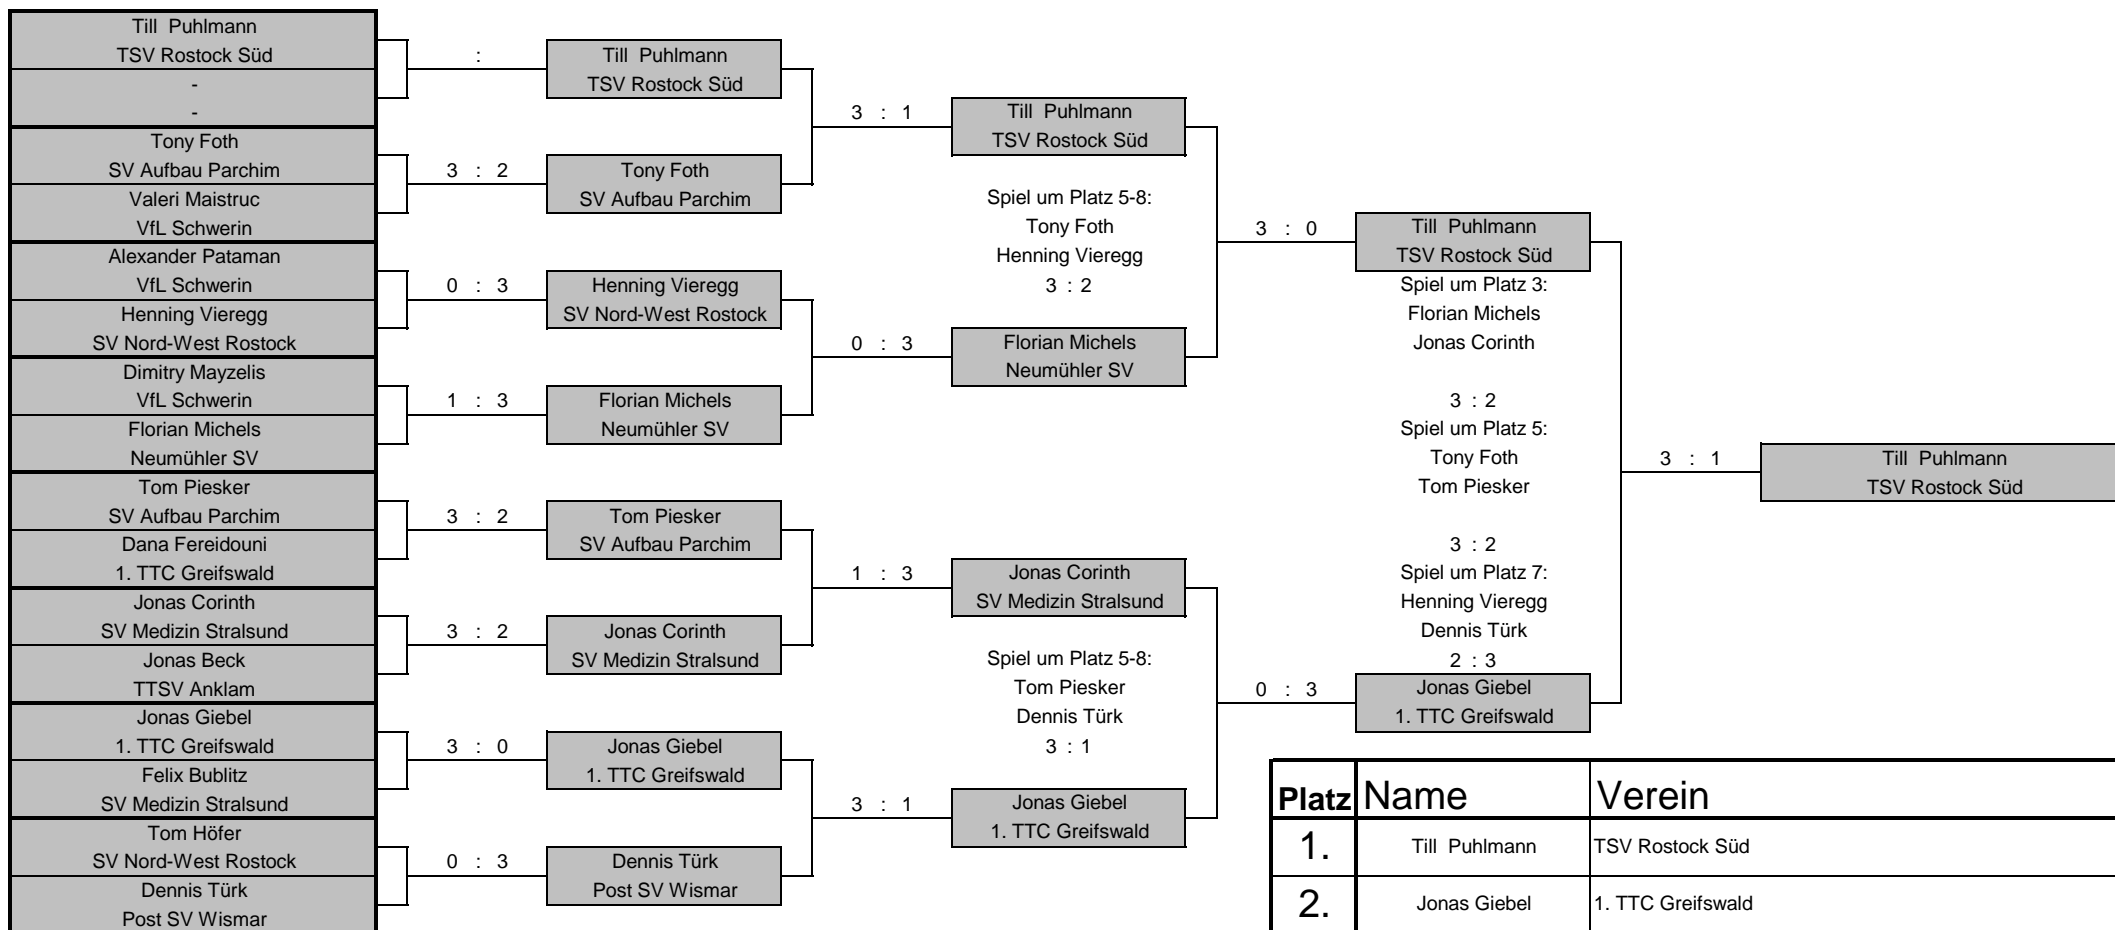 Till  Puhlmann
TSV Rostock Süd
-
-
Tony Foth
SV Aufbau Parchim
Valeri Maistruc
VfL Schwerin
Alexander Pataman
VfL Schwerin
Henning Vieregg
SV Nord-West Rostock
Dimitry Mayzelis
VfL Schwerin
Florian Michels
Neumühler SV
Tom Piesker
SV Aufbau Parchim
Dana Fereidouni
1. TTC Greifswald
Jonas Corinth
SV Medizin Stralsund
Jonas Beck
TTSV Anklam
Jonas Giebel
1. TTC Greifswald
Felix Bublitz
SV Medizin Stralsund
Tom Höfer
SV Nord-West Rostock
Dennis Türk
Post SV Wismar
:
3 : 2
0 : 3
1 : 3
3 : 2
3 : 2
3 : 0
0 : 3
Till  Puhlmann
TSV Rostock Süd
Tony Foth
SV Aufbau Parchim
Henning Vieregg
SV Nord-West Rostock
Florian Michels
Neumühler SV
Tom Piesker
SV Aufbau Parchim
Jonas Corinth
SV Medizin Stralsund
Jonas Giebel
1. TTC Greifswald
Dennis Türk
Post SV Wismar
3 : 1
0 : 3
1 : 3
3 : 1
Till  Puhlmann
TSV Rostock Süd
Spiel um Platz 5-8:
Tony Foth
Henning Vieregg
3 : 2
Florian Michels
Neumühler SV
Jonas Corinth
SV Medizin Stralsund
Spiel um Platz 5-8:
Tom Piesker
Dennis Türk
3 : 1
Jonas Giebel
1. TTC Greifswald
3 : 0
0 : 3
Till  Puhlmann
TSV Rostock Süd
Spiel um Platz 3:
Florian Michels
Jonas Corinth
3 : 2
Spiel um Platz 5:
Tony Foth
Tom Piesker
3 : 2
Spiel um Platz 7:
Henning Vieregg
Dennis Türk
2 : 3
Jonas Giebel
1. TTC Greifswald
3 : 1
Till  Puhlmann
TSV Rostock Süd
Platz Name Verein
1. Till  Puhlmann TSV Rostock Süd
2. Jonas Giebel 1. TTC Greifswald